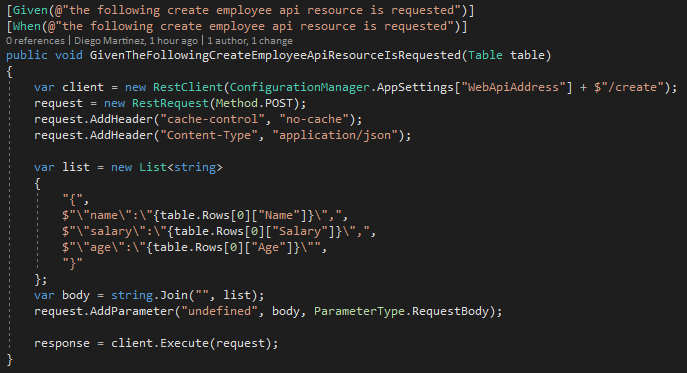 [Given(@"the following create employee api resource is requested")]
[When(@"the following create employee api resource is requested")]
0 references | Diego Martinez, 1 hour ago | 1 author, 1 change
public void GivenTheFollowingCreateEmployeeApiResourceIsRequested(Table table)
{
    var client = new RestClient(ConfigurationManager.AppSettings["WebApiAddress"] + $"/create");
    request = new RestRequest(Method.POST);
    request.AddHeader("cache-control", "no-cache");
    request.AddHeader("Content-Type", "application/json");

    var list = new List<string>
    {
        "{",
        $"\"name\":\"{table.Rows[0]["Name"]}\",",
        $"\"salary\":\"{table.Rows[0]["Salary"]}\",",
        $"\"age\":\"{table.Rows[0]["Age"]}\"",
        "}"
    };
    var body = string.Join("", list);
    request.AddParameter("undefined", body, ParameterType.RequestBody);

    response = client.Execute(request);
}